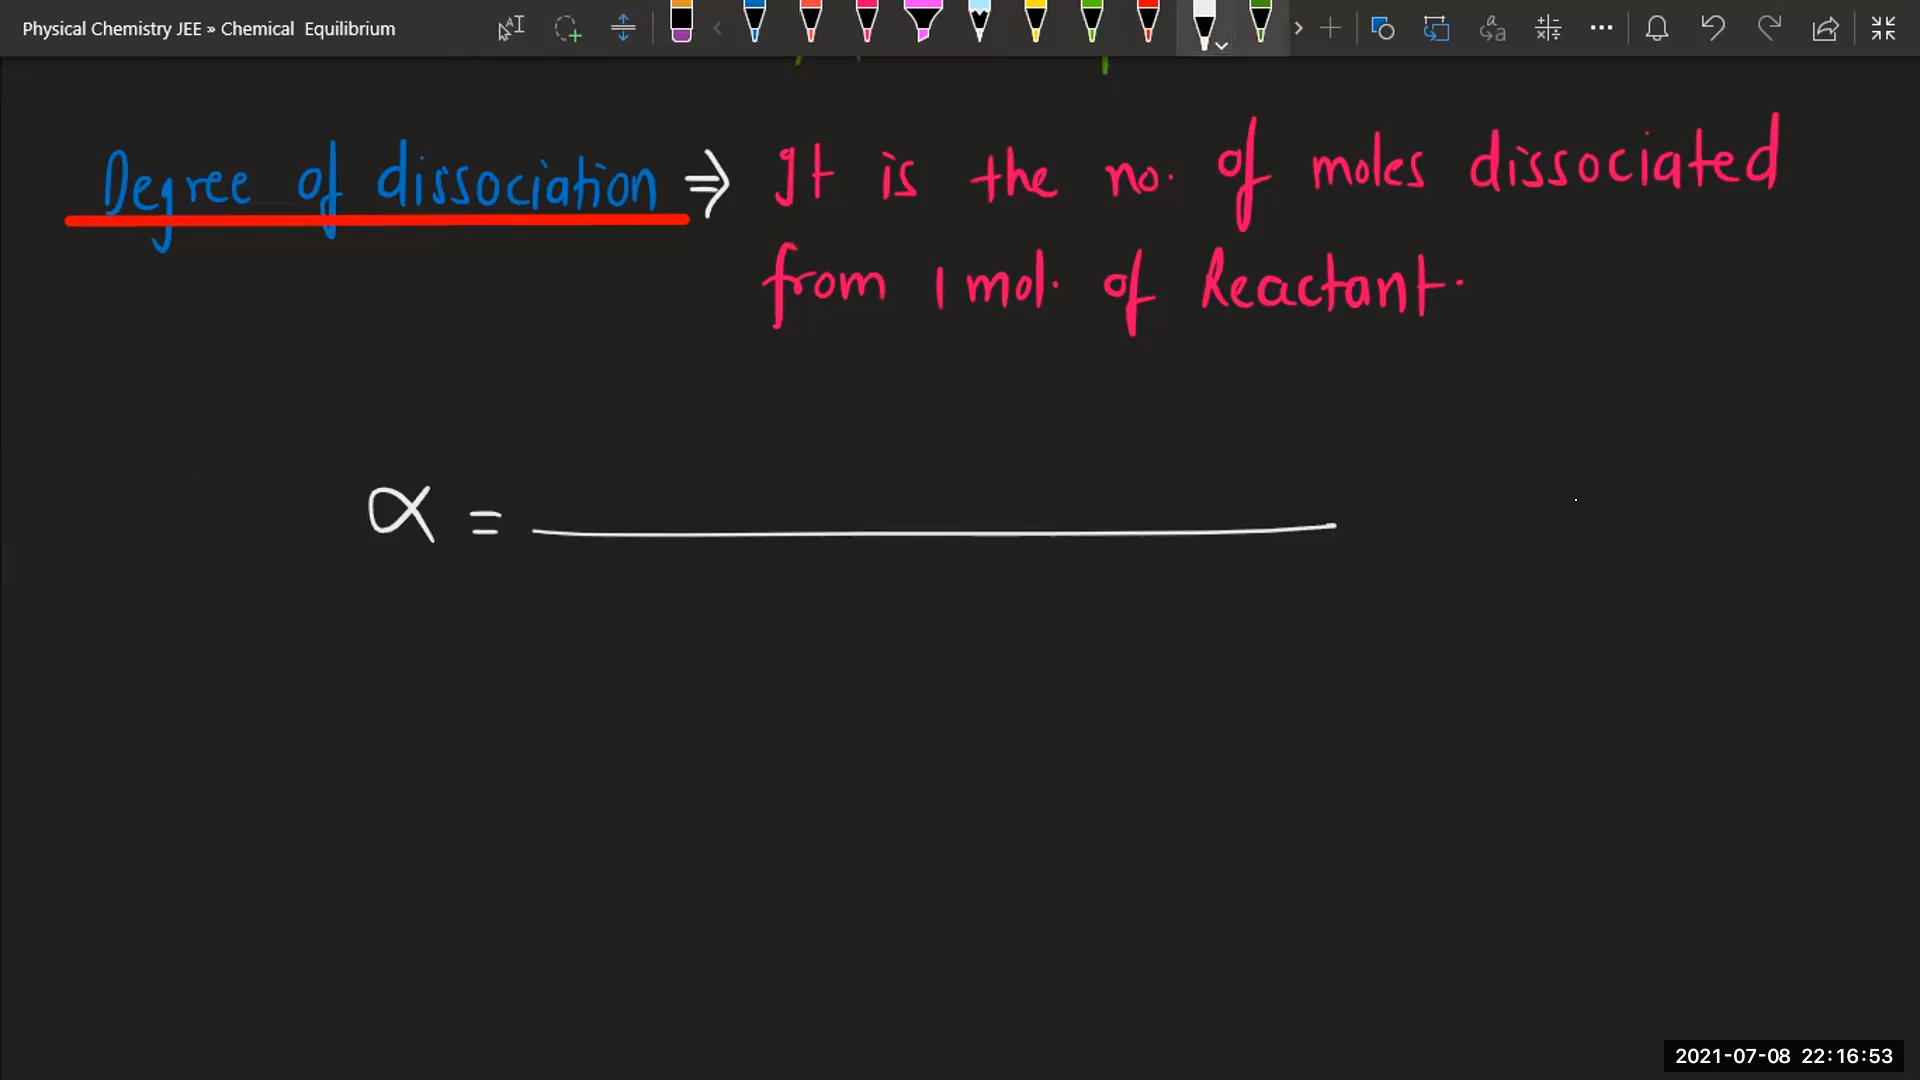 Physical Chemistry JEE » Chemical Equilibrium
Degree of dissociation ⇒ It is the no. of moles dissociated
from 1 mol. of Reactant.
α =
2021-07-08 22:16:53